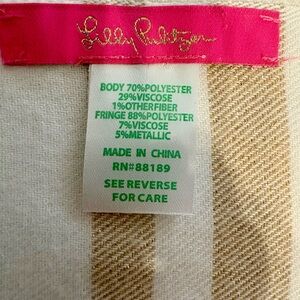 Lilly Pulitzer
BODY 70%POLYESTER
29%VISCOSE
1%OTHERFIBER
FRINGE 88%POLYESTER
7%VISCOSE
5%METALLIC
MADE IN CHINA
RN#88189
SEE REVERSE
FOR CARE